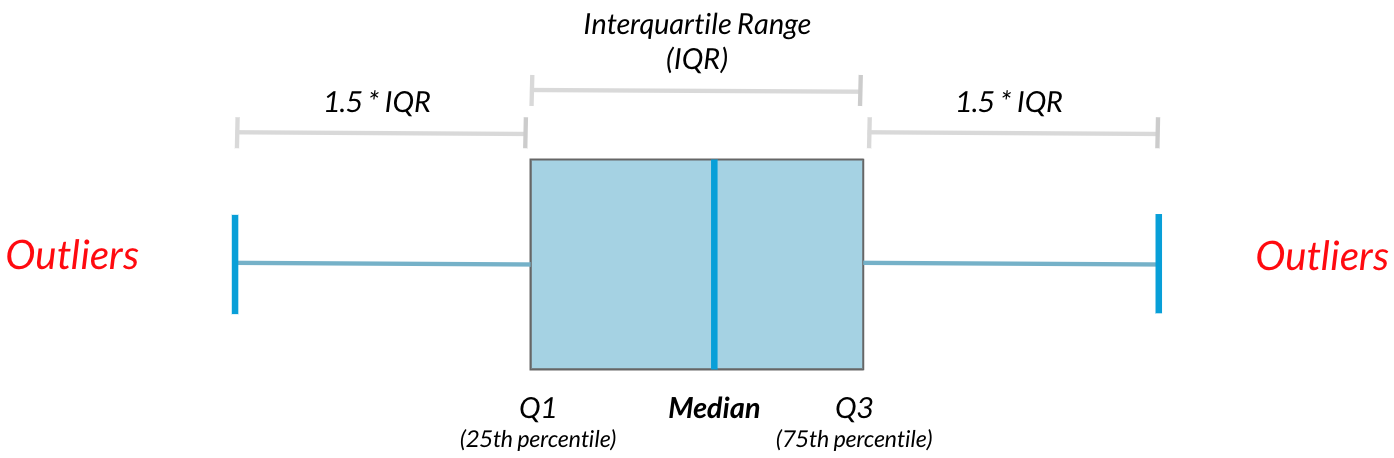 Interquartile Range
(IQR)
1.5 * IQR
1.5 * IQR
Outliers
Outliers
Q1
Median
Q3
(25th percentile)
(75th percentile)